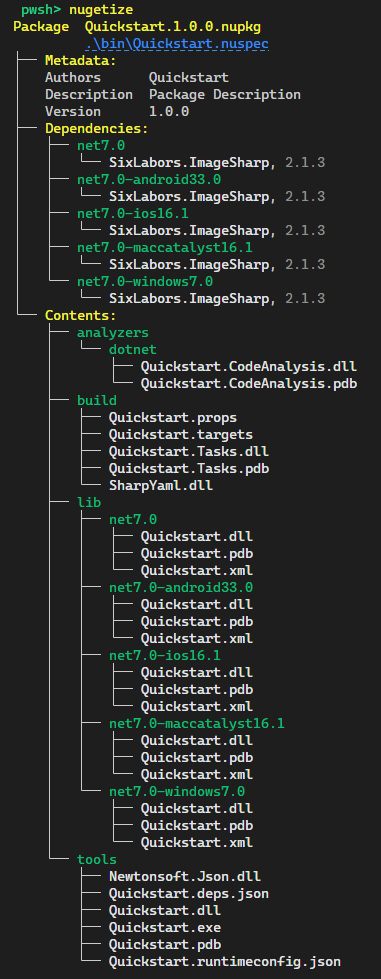 pwsh> nugetize
Package  Quickstart.1.0.0.nupkg
.\bin\Quickstart.nuspec
Metadata:
Authors      Quickstart
Description  Package Description
Version      1.0.0
Dependencies:
net7.0
SixLabors.ImageSharp, 2.1.3
net7.0-android33.0
SixLabors.ImageSharp, 2.1.3
net7.0-ios16.1
SixLabors.ImageSharp, 2.1.3
net7.0-maccatalyst16.1
SixLabors.ImageSharp, 2.1.3
net7.0-windows7.0
SixLabors.ImageSharp, 2.1.3
Contents:
analyzers
dotnet
Quickstart.CodeAnalysis.dll
Quickstart.CodeAnalysis.pdb
build
Quickstart.props
Quickstart.targets
Quickstart.Tasks.dll
Quickstart.Tasks.pdb
SharpYaml.dll
lib
net7.0
Quickstart.dll
Quickstart.pdb
Quickstart.xml
net7.0-android33.0
Quickstart.dll
Quickstart.pdb
Quickstart.xml
net7.0-ios16.1
Quickstart.dll
Quickstart.pdb
Quickstart.xml
net7.0-maccatalyst16.1
Quickstart.dll
Quickstart.pdb
Quickstart.xml
net7.0-windows7.0
Quickstart.dll
Quickstart.pdb
Quickstart.xml
tools
Newtonsoft.Json.dll
Quickstart.deps.json
Quickstart.dll
Quickstart.exe
Quickstart.pdb
Quickstart.runtimeconfig.json